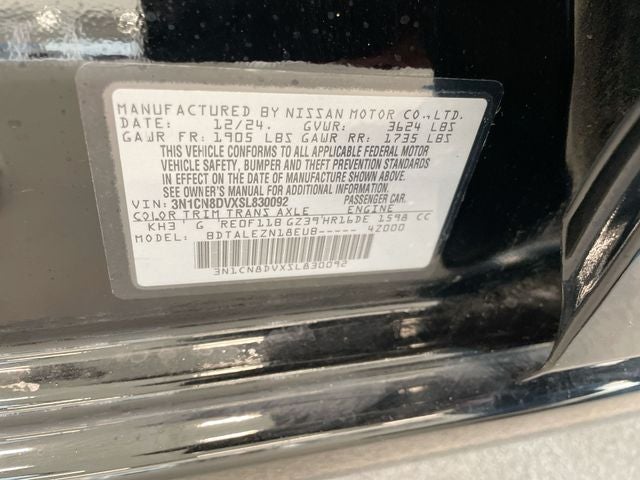 MANUFACTURED BY NISSAN MOTOR CO.,LTD.
DATE: 12/24. GVWR: 3624 LBS
GAWR FR: 1905 LBS GAWR RR: 1735 LBS
THIS VEHICLE CONFORMS TO ALL APPLICABLE FEDERAL MOTOR
VEHICLE SAFETY, BUMPER AND THEFT PREVENTION STANDARDS
IN EFFECT ON THE DATE OF MANUFACTURE SHOWN ABOVE.
SEE OWNER'S MANUAL FOR ADDITIONAL INFORMATION.
VIN: 3N1CN8DVXSL830092 PASSENGER CAR.
COLOR TRIM TRANS AXLE ENGINE
KH3 G RE0F11B GZ39 HR16DE 1598 CC
MODEL: BDTALEZN18EUB----- 4Z000
3N1CN8DVXSL830092